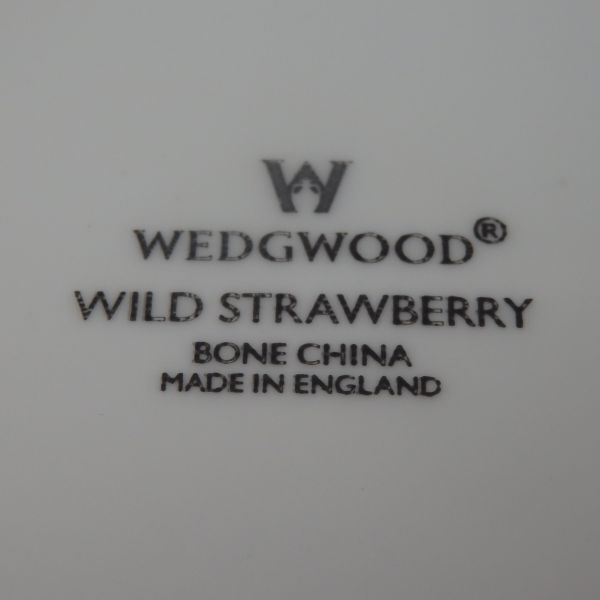 W
WEDGWOOD®
WILD STRAWBERRY
BONE CHINA
MADE IN ENGLAND